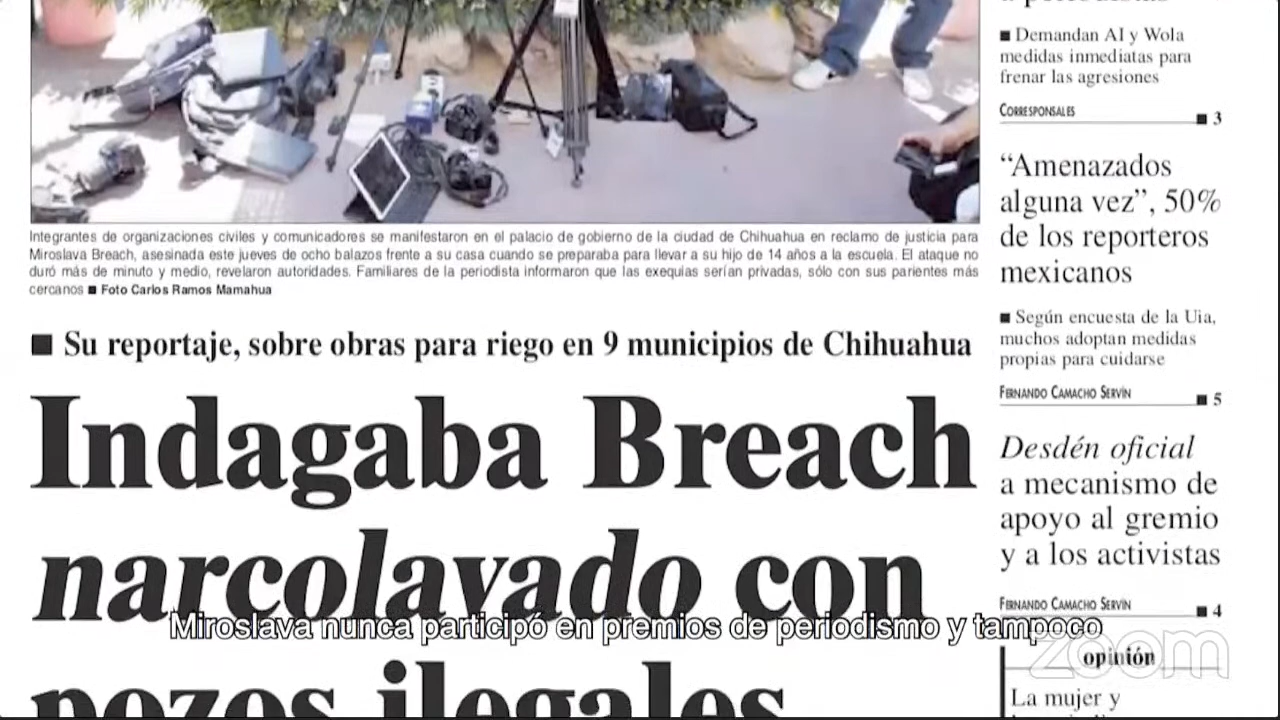 Integrantes de organizaciones civiles y comunicadores se manifestaron en el palacio de gobierno de la ciudad de Chihuahua en reclamo de justicia para
Miroslava Breach, asesinada este jueves de ocho balazos frente a su casa cuando se preparaba para llevar a su hijo de 14 años a la escuela. El ataque no
duró más de minuto y medio, revelaron autoridades. Familiares de la periodista informaron que las exequias serían privadas, sólo con sus parientes más
cercanos ■ Foto Carlos Ramos Mamahua
■ Su reportaje, sobre obras para riego en 9 municipios de Chihuahua
Indagaba Breach
narcolavado con
pozos ilegales
■ Demandan AI y Wola
medidas inmediatas para
frenar las agresiones
CORRESPONSALES ■ 3
“Amenazados
alguna vez”, 50%
de los reporteros
mexicanos
■ Según encuesta de la Uia,
muchos adoptan medidas
propias para cuidarse
FERNANDO CAMACHO SERVÍN ■ 5
Desdén oficial
a mecanismo de
apoyo al gremio
y a los activistas
FERNANDO CAMACHO SERVÍN ■ 4
opinión
La mujer y
Miroslava nunca participó en premios de periodismo y tampoco
zoom